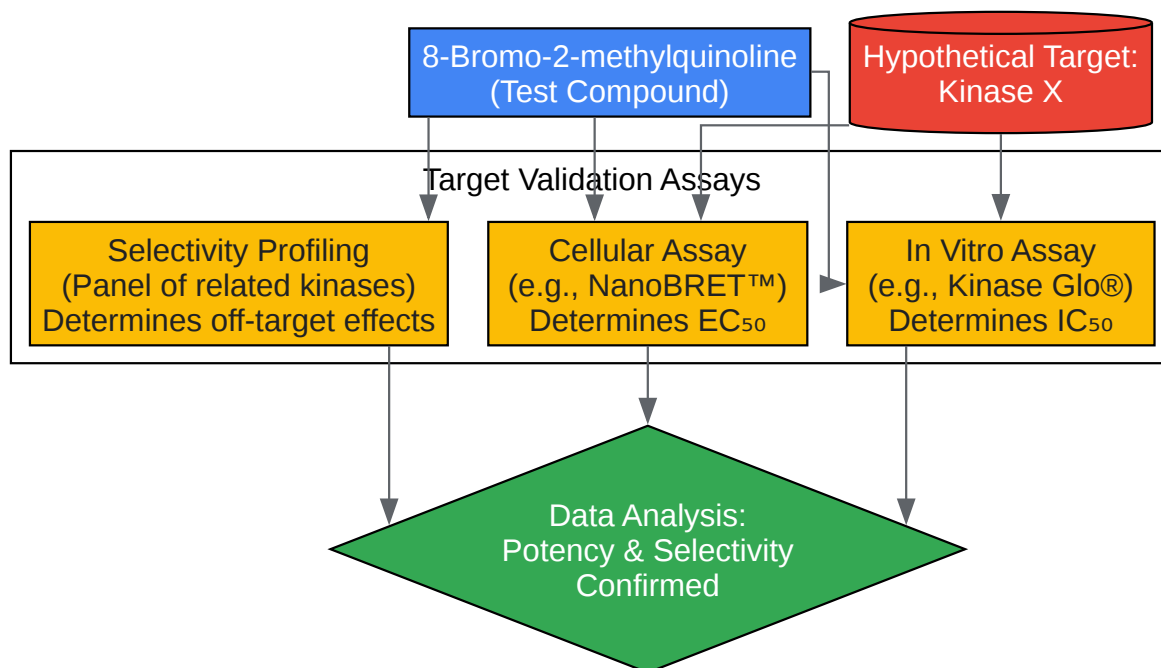 8-Bromo-2-methylquinoline
(Test Compound)
Hypothetical Target:
Kinase X
Target Validation Assays
Selectivity Profiling
(Panel of related kinases)
Determines off-target effects
Cellular Assay
(e.g., NanoBRET™)
Determines EC₅₀
In Vitro Assay
(e.g., Kinase Glo®)
Determines IC₅₀
Data Analysis:
Potency & Selectivity
Confirmed